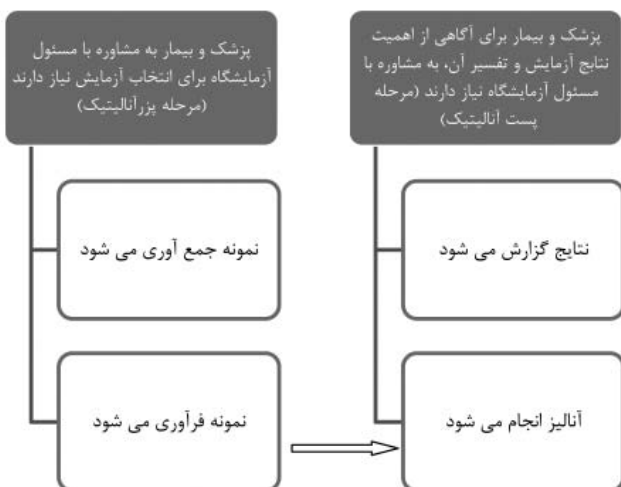 پزشک و بیمار برای آگاهی از اهمیت
نتایج آزمایش و تفسیر آن، به مشاوره با
مسئول آزمایشگاه نیاز دارند (مرحله
پست آنالیتیک)
نتایج گزارش می شود
آنالیز انجام می شود
پزشک و بیمار به مشاوره با مسئول
آزمایشگاه برای انتخاب آزمایش نیاز دارند
(مرحله پزرآنالیتیک)
نمونه جمع آوری می شود
نمونه فرآوری می شود